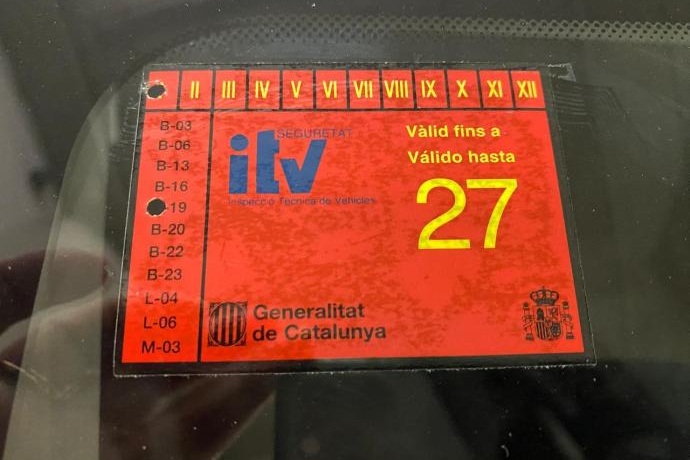 II III IV V VI VII VIII IX X XI XII
B-03
B-06
B-13
B-16
-19
B-20
B-22
B-23
L-04
L-06
M-03
SEGURETAT
itv
Inspecció Tècnica de Vehicles
Vàlid fins a
Válido hasta
27
Generalitat
de Catalunya